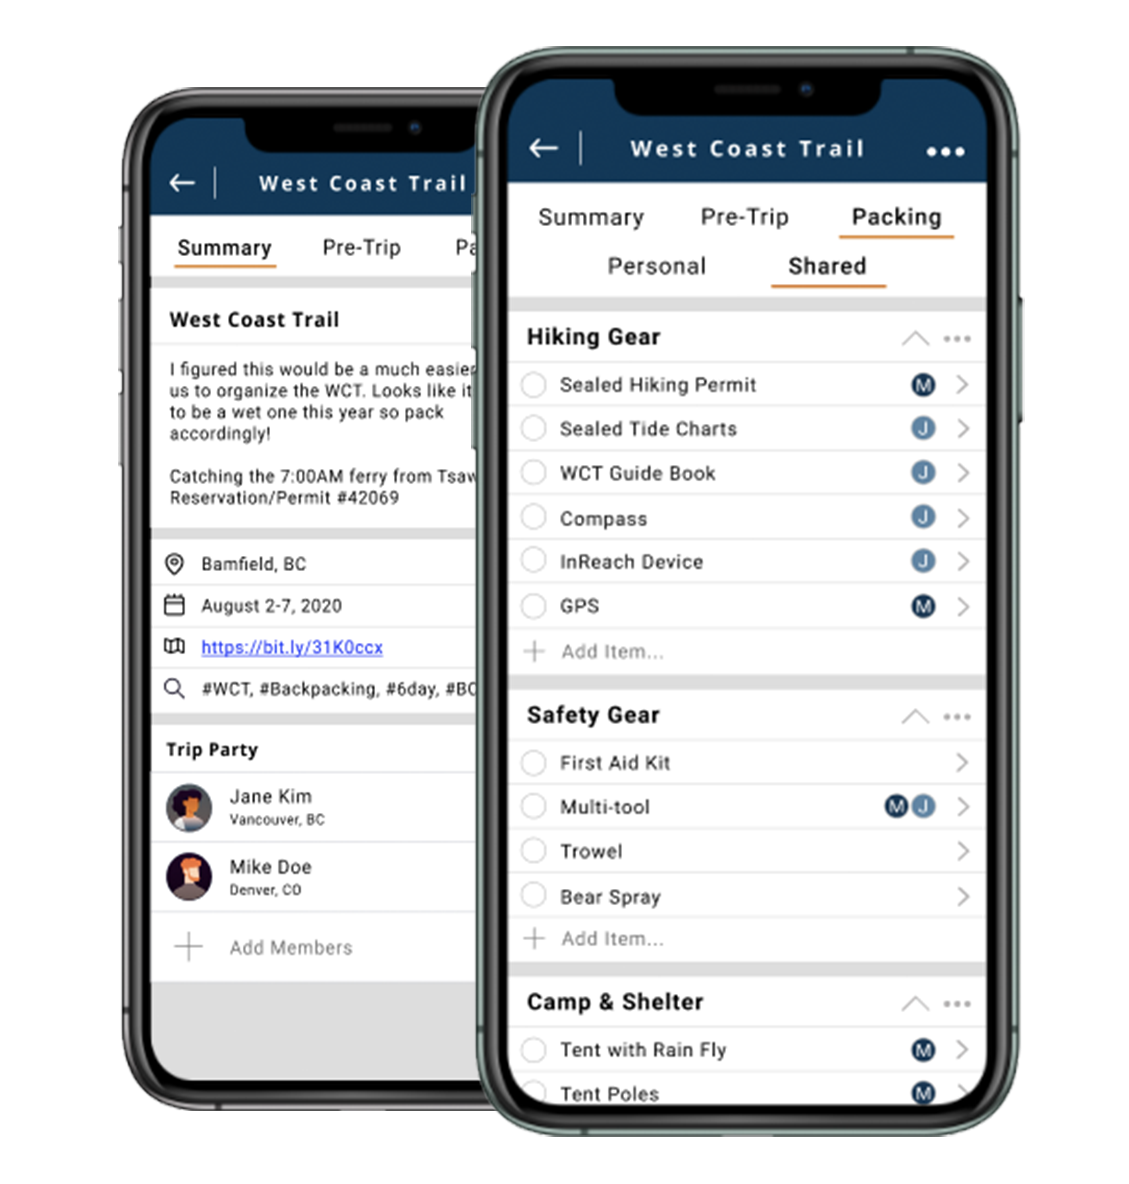 West Coast Trail
Summary Pre-Trip
West Coast Trail
I figured this would be a much easier
us to organize the WCT. Looks like it
to be a wet one this year so pack
accordingly!
Catching the 7:00AM ferry from
Reservation/Permit #42069
Bamfield, BC
August 2-7, 2020
https://bit.ly/31K0ccx
#WCT, #Backpacking, #6day, #BC
Trip Party
Jane Kim
Vancouver, BC
Mike Doe
Denver, CO
Add Members
West Coast Trail
Summary Pre-Trip Packing
Personal Shared
Hiking Gear
Sealed Hiking Permit M
Sealed Tide Charts J
WCT Guide Book J
Compass J
InReach Device J
GPS M
Add Item...
Safety Gear
First Aid Kit
Multi-tool M J
Trowel
Bear Spray
Add Item...
Camp & Shelter
Tent with Rain Fly M
Tent Poles M